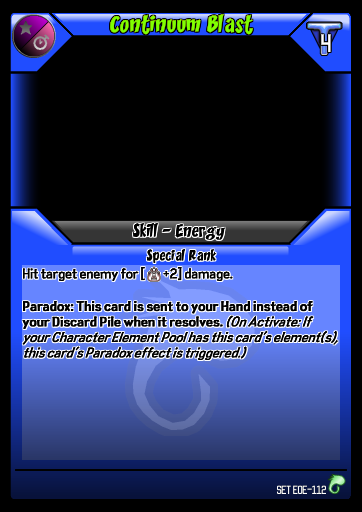 Continuum Blast
4
Skill - Energy
Special Rank
Hit target enemy for [ +2] damage.
Paradox: This card is sent to your Hand instead of
your Discard Pile when it resolves. (On Activate: If
your Character Element Pool has this card's element(s),
this card's Paradox effect is triggered.)
SET EOE-112